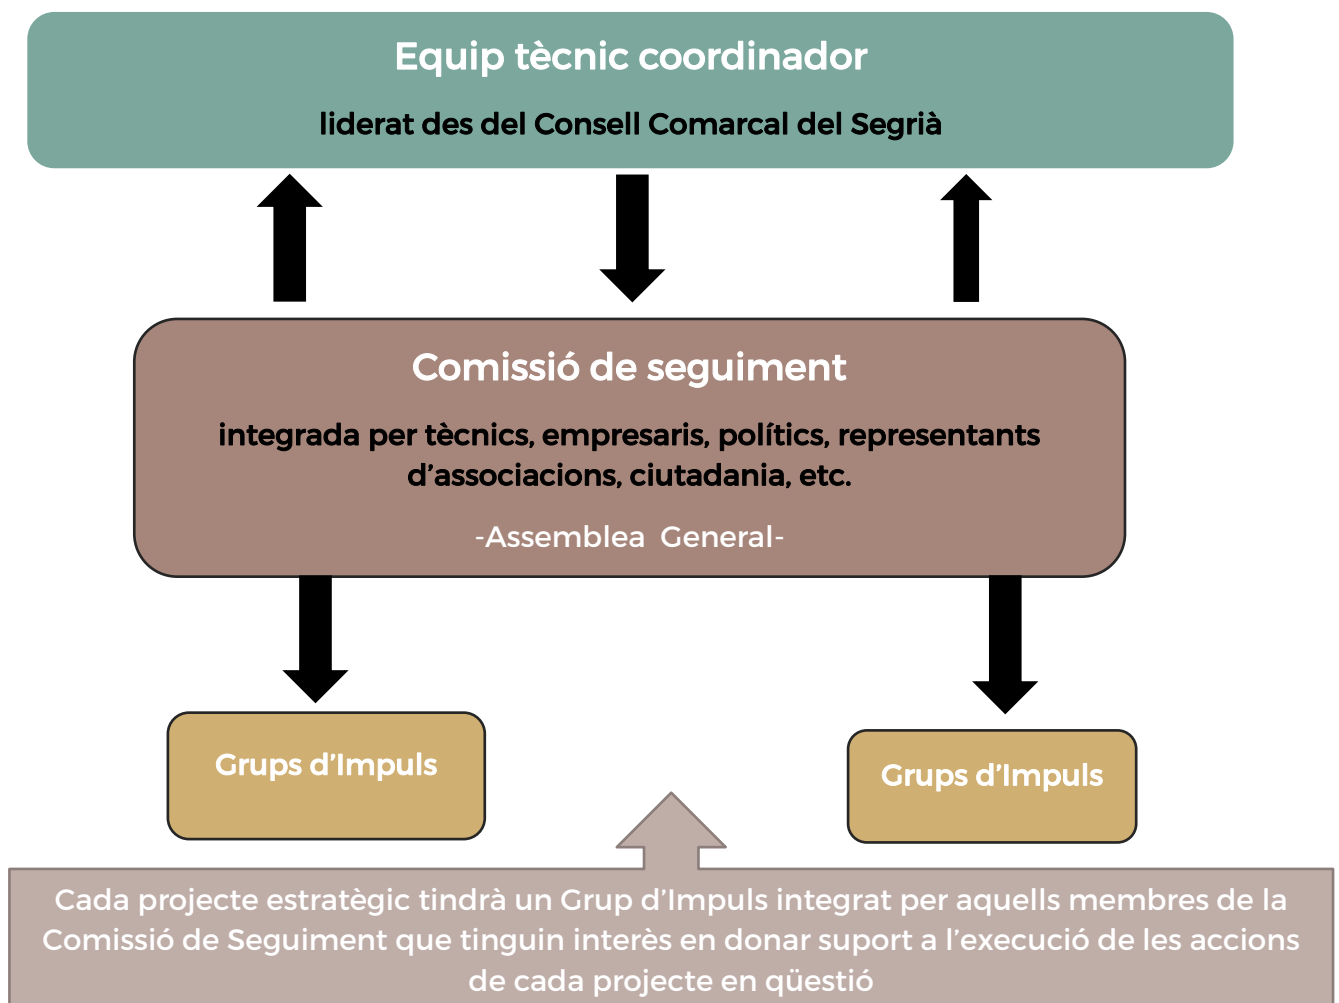 Equip tècnic coordinador
liderat des del Consell Comarcal del Segrià
Comissió de seguiment
integrada per tècnics, empresaris, polítics, representants
d’associacions, ciutadania, etc.
-Assemblea General-
Grups d’Impuls
Grups d’Impuls
Cada projecte estratègic tindrà un Grup d’Impuls integrat per aquells membres de la
Comissió de Seguiment que tinguin interès en donar suport a l’execució de les accions
de cada projecte en qüestió